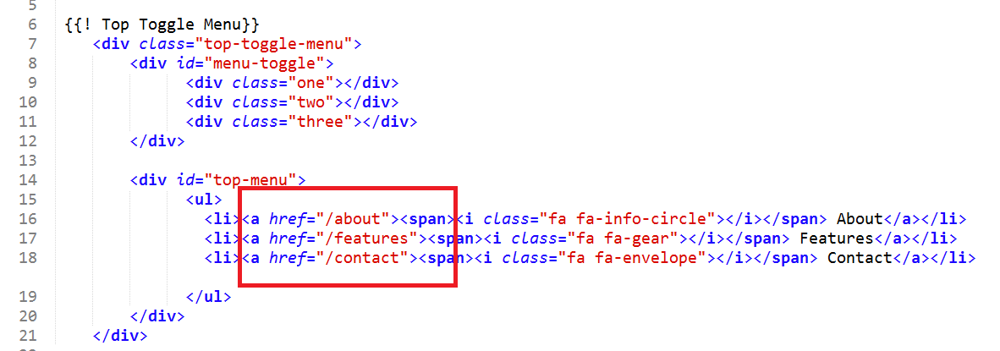 5
6 {{! Top Toggle Menu}}
7 <div class="top-toggle-menu">
8 <div id="menu-toggle">
9 <div class="one"></div>
10 <div class="two"></div>
11 <div class="three"></div>
12 </div>
13
14 <div id="top-menu">
15 <ul>
16 <li><a href="/about"><span><i class="fa fa-info-circle"></i></span> About</a></li>
17 <li><a href="/features"><span><i class="fa fa-gear"></i></span> Features</a></li>
18 <li><a href="/contact"><span><i class="fa fa-envelope"></i></span> Contact</a></li>
19 </ul>
20 </div>
21 </div>